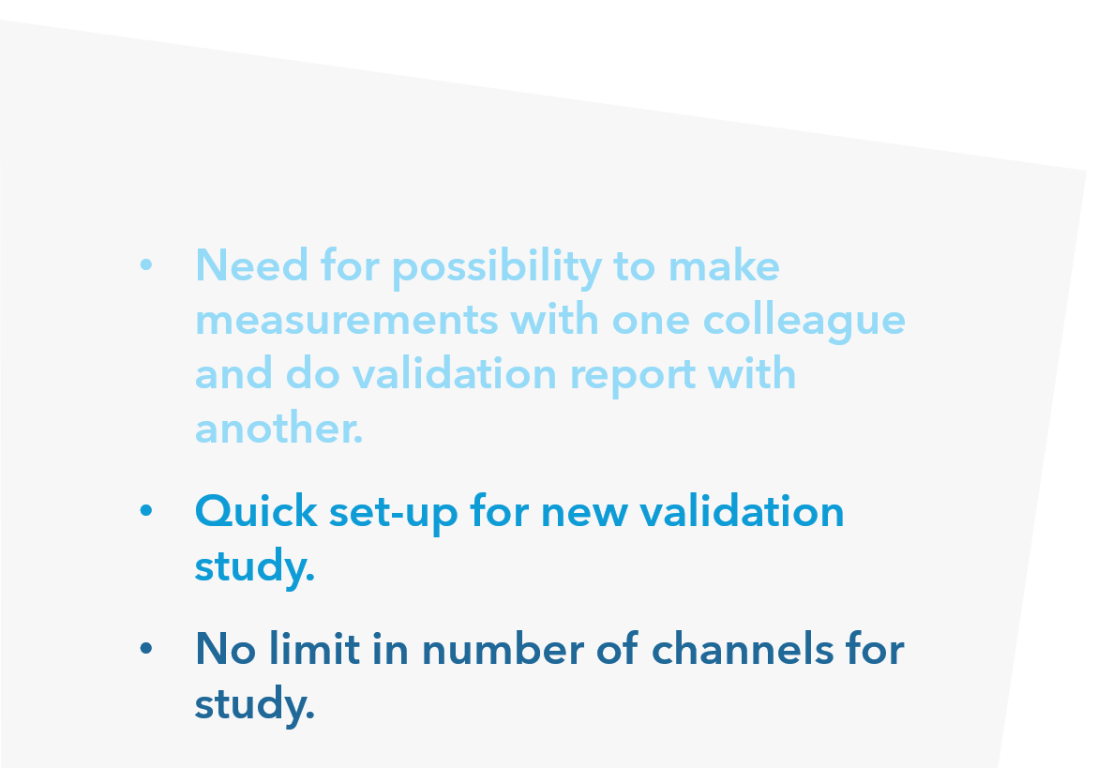 • Need for possibility to make
measurements with one colleague
and do validation report with
another.
• Quick set-up for new validation
study.
• No limit in number of channels for
study.